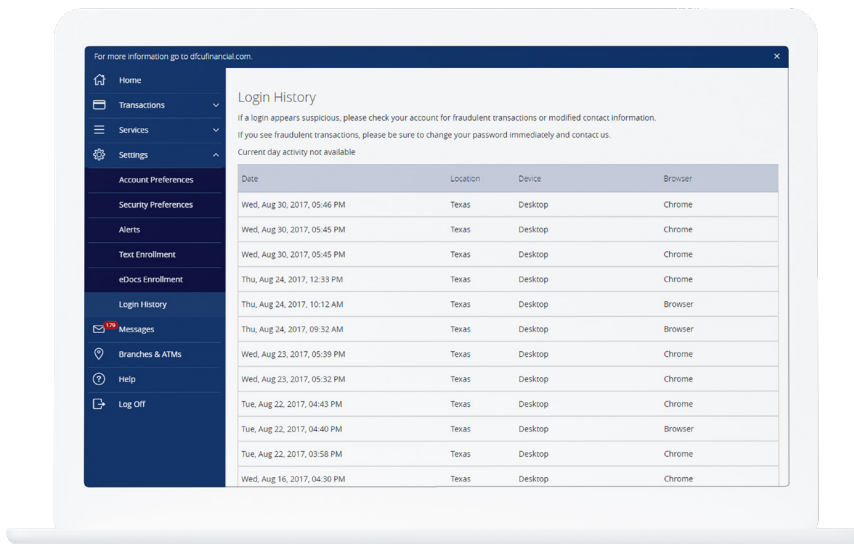 For more information go to dfcufinancial.com.
Home
Transactions
Services
Settings
Account Preferences
Security Preferences
Alerts
Text Enrollment
eDocs Enrollment
Login History
179 Messages
Branches & ATMs
Help
Log Off
Login History
If a login appears suspicious, please check your account for fraudulent transactions or modified contact information.
If you see fraudulent transactions, please be sure to change your password immediately and contact us.
Current day activity not available
Date Location Device Browser
Wed, Aug 30, 2017, 05:46 PM Texas Desktop Chrome
Wed, Aug 30, 2017, 05:45 PM Texas Desktop Chrome
Wed, Aug 30, 2017, 05:45 PM Texas Desktop Chrome
Thu, Aug 24, 2017, 12:33 PM Texas Desktop Chrome
Thu, Aug 24, 2017, 10:12 AM Texas Desktop Browser
Thu, Aug 24, 2017, 09:32 AM Texas Desktop Browser
Wed, Aug 23, 2017, 05:39 PM Texas Desktop Chrome
Wed, Aug 23, 2017, 05:32 PM Texas Desktop Chrome
Tue, Aug 22, 2017, 04:43 PM Texas Desktop Chrome
Tue, Aug 22, 2017, 04:40 PM Texas Desktop Browser
Tue, Aug 22, 2017, 03:58 PM Texas Desktop Chrome
Wed, Aug 16, 2017, 04:30 PM Texas Desktop Chrome